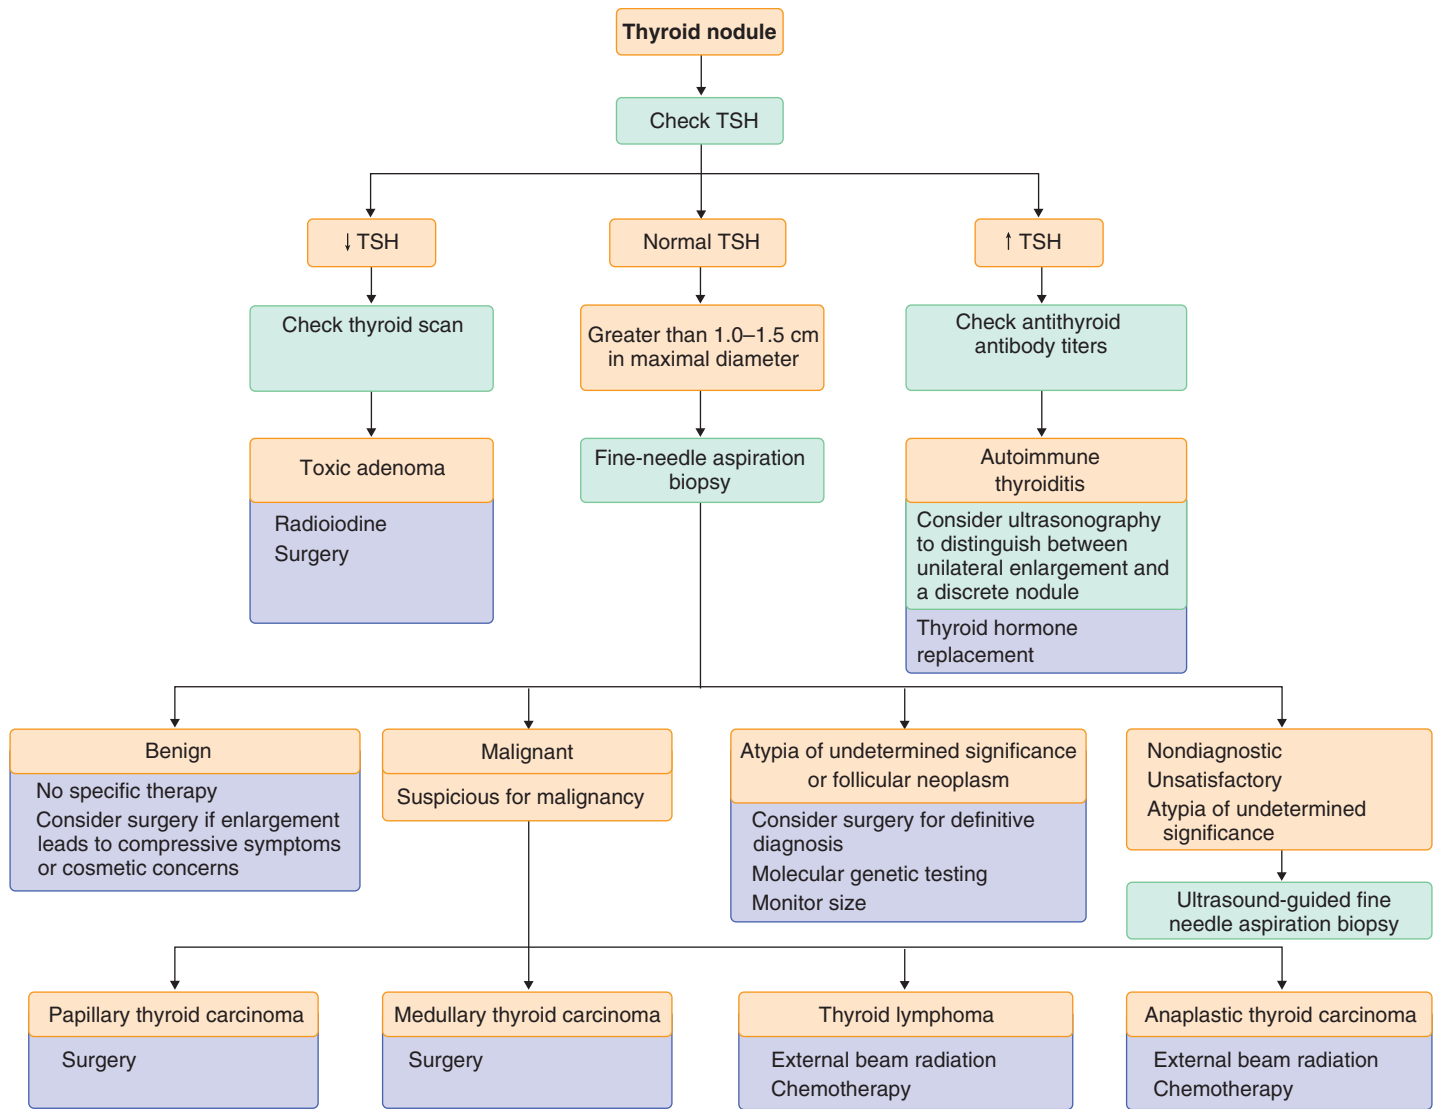 Thyroid nodule
Check TSH
↓ TSH
Normal TSH
↑ TSH
Check thyroid scan
Greater than 1.0–1.5 cm
in maximal diameter
Check antithyroid
antibody titers
Toxic adenoma
Radioiodine
Surgery
Fine-needle aspiration
biopsy
Autoimmune
thyroiditis
Consider ultrasonography
to distinguish between
unilateral enlargement and
a discrete nodule
Thyroid hormone
replacement
Benign
No specific therapy
Consider surgery if enlargement
leads to compressive symptoms
or cosmetic concerns
Malignant
Suspicious for malignancy
Atypia of undetermined significance
or follicular neoplasm
Consider surgery for definitive
diagnosis
Molecular genetic testing
Monitor size
Nondiagnostic
Unsatisfactory
Atypia of undetermined
significance
Ultrasound-guided fine
needle aspiration biopsy
Papillary thyroid carcinoma
Surgery
Medullary thyroid carcinoma
Surgery
Thyroid lymphoma
External beam radiation
Chemotherapy
Anaplastic thyroid carcinoma
External beam radiation
Chemotherapy